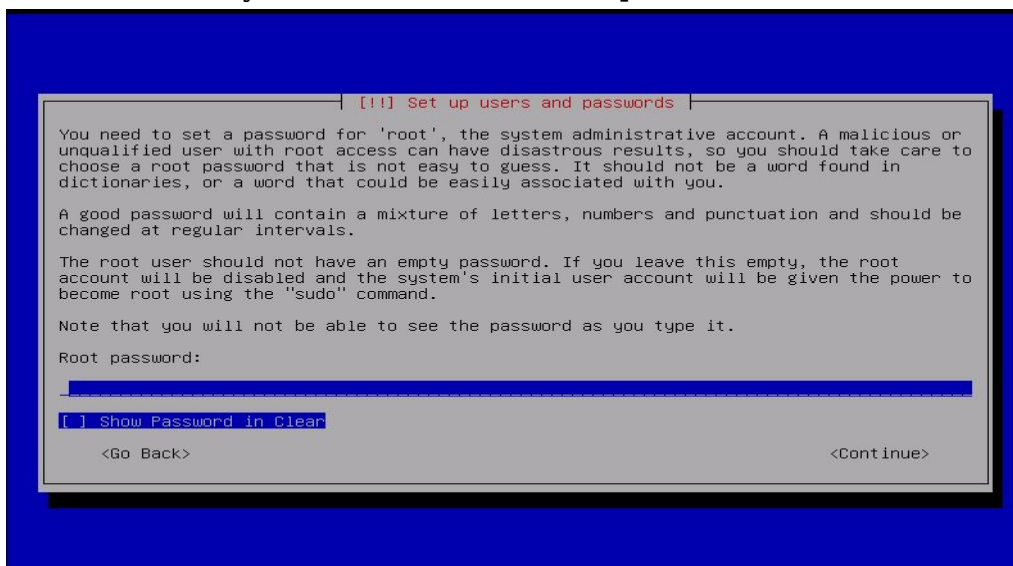 [!!] Set up users and passwords
You need to set a password for 'root', the system administrative account. A malicious or
unqualified user with root access can have disastrous results, so you should take care to
choose a root password that is not easy to guess. It should not be a word found in
dictionaries, or a word that could be easily associated with you.
A good password will contain a mixture of letters, numbers and punctuation and should be
changed at regular intervals.
The root user should not have an empty password. If you leave this empty, the root
account will be disabled and the system's initial user account will be given the power to
become root using the "sudo" command.
Note that you will not be able to see the password as you type it.
Root password:
[ ] Show Password in Clear
<Go Back> <Continue>